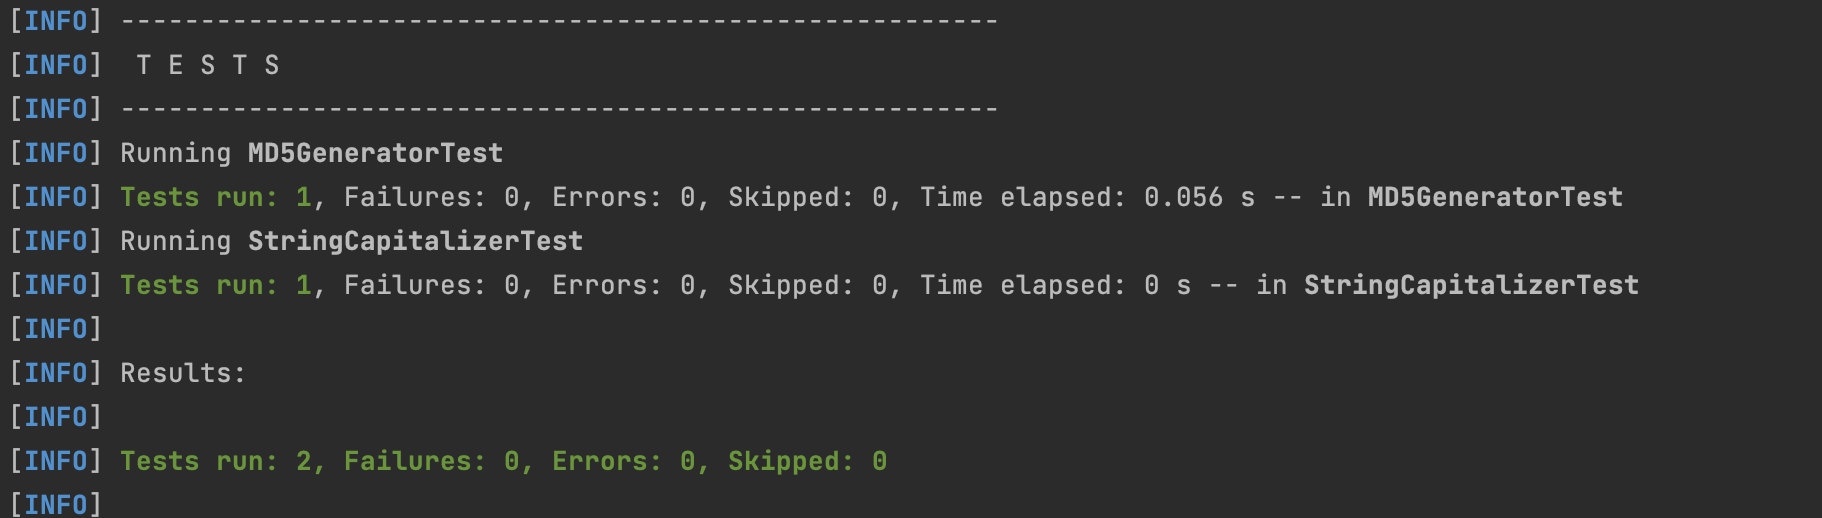 [INFO] -------------------------------------------------------
[INFO]  T E S T S
[INFO] -------------------------------------------------------
[INFO] Running MD5GeneratorTest
[INFO] Tests run: 1, Failures: 0, Errors: 0, Skipped: 0, Time elapsed: 0.056 s -- in MD5GeneratorTest
[INFO] Running StringCapitalizerTest
[INFO] Tests run: 1, Failures: 0, Errors: 0, Skipped: 0, Time elapsed: 0 s -- in StringCapitalizerTest
[INFO]
[INFO] Results:
[INFO]
[INFO] Tests run: 2, Failures: 0, Errors: 0, Skipped: 0
[INFO]